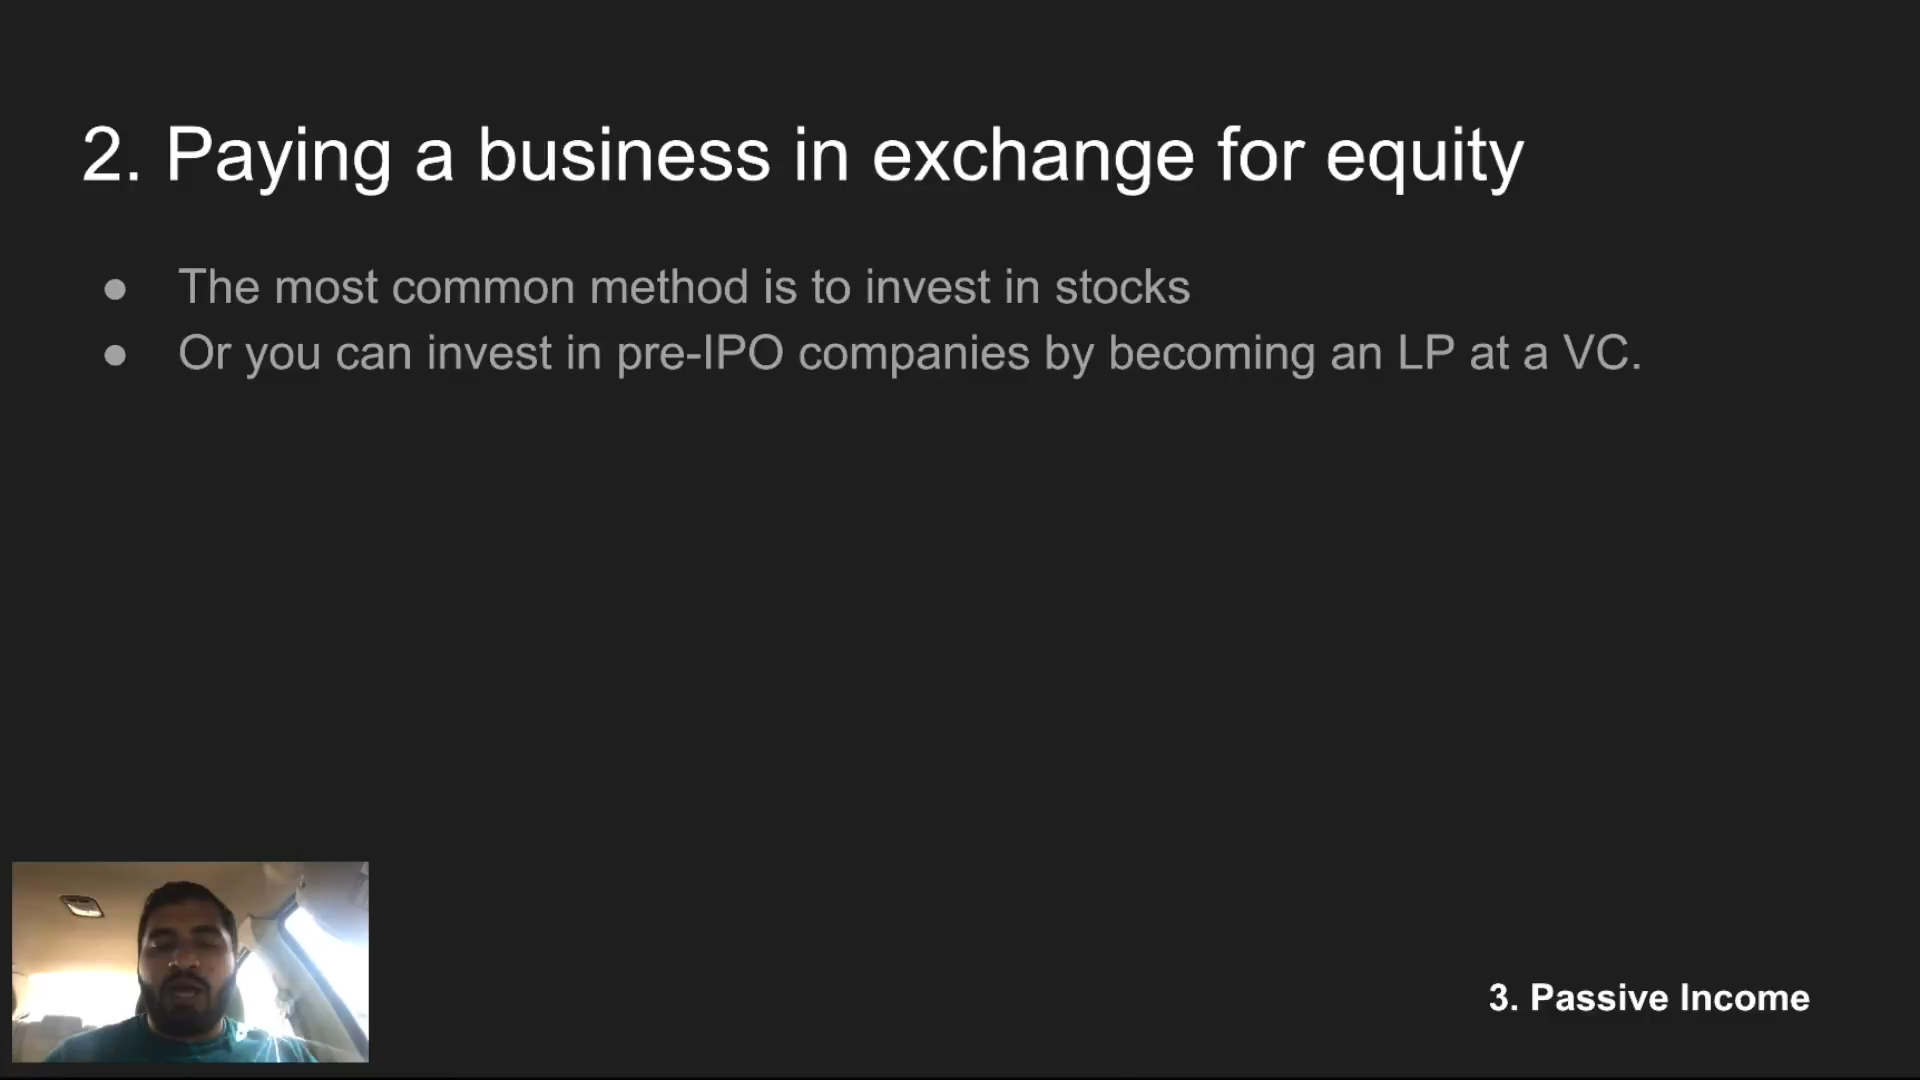 2. Paying a business in exchange for equity
● The most common method is to invest in stocks
● Or you can invest in pre-IPO companies by becoming an LP at a VC.
3. Passive Income